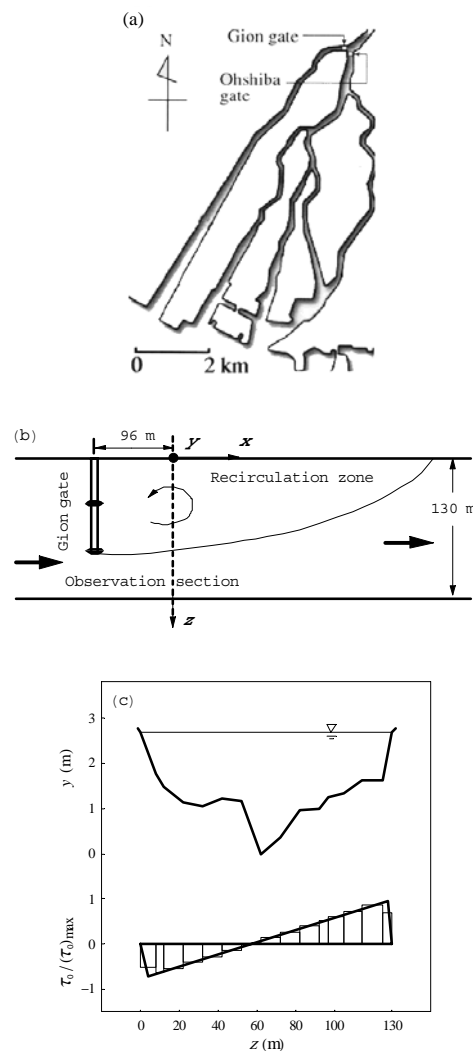 (a)
Gion gate
N
Ohshiba
gate
0 2 km
(b)
96 m
y x
Recirculation zone
Gion gate
130 m
Observation section
z
(c)
3
2
1
0
y (m)
1
0
−1
τ0/(τ0)max
0 20 40 60 80 100 130
z (m)